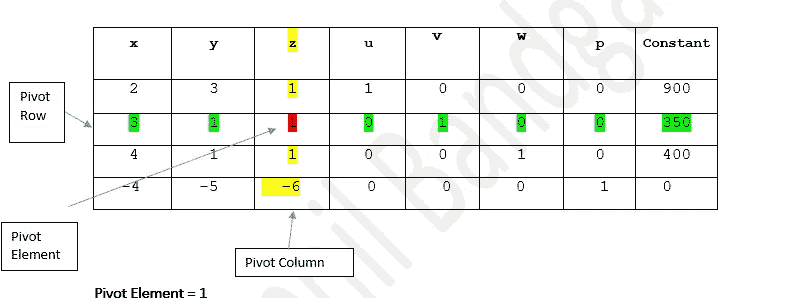 x y z u v w p Constant
2 3 1 1 0 0 0 900
3 1 1 0 1 0 0 350
4 1 1 0 0 1 0 400
-4 -5 -6 0 0 0 1 0
Pivot Row
Pivot Element
Pivot Column
Pivot Element = 1